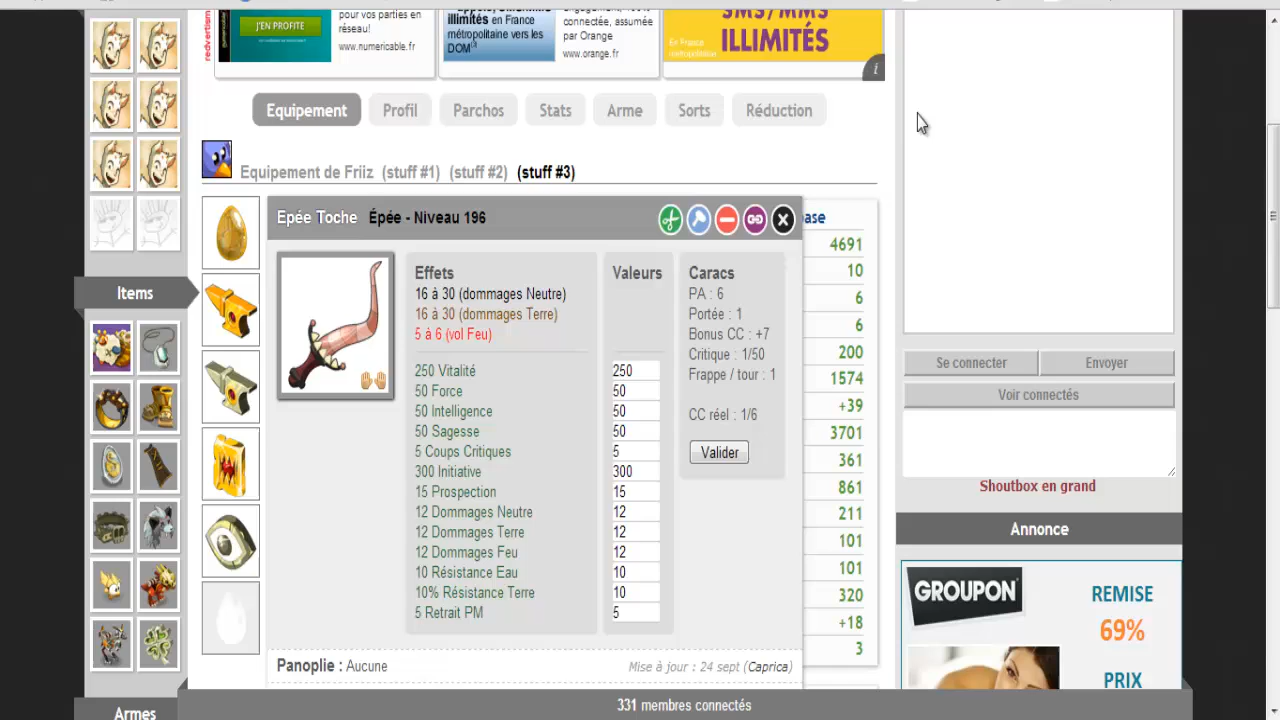 pour vos parties en
réseau!
www.numericable.fr
J'EN PROFITE
illimités en France
métropolitaine vers les
DOM(3)
connectée, assumée
par Orange
www.orange.fr
SMS/MMS
ILLIMITÉS
En France
métropolitaine
i
Equipement
Profil
Parchos
Stats
Arme
Sorts
Réduction
Equipement de Friiz (stuff #1) (stuff #2) (stuff #3)
Items
Armes
Epée Toche Épée - Niveau 196
Effets
16 à 30 (dommages Neutre)
16 à 30 (dommages Terre)
5 à 6 (vol Feu)
250 Vitalité
50 Force
50 Intelligence
50 Sagesse
5 Coups Critiques
300 Initiative
15 Prospection
12 Dommages Neutre
12 Dommages Terre
12 Dommages Feu
10 Résistance Eau
10% Résistance Terre
5 Retrait PM
Valeurs
250
50
50
50
5
300
15
12
12
12
10
10
5
Caracs
PA : 6
Portée : 1
Bonus CC : +7
Critique : 1/50
Frappe / tour : 1
CC réel : 1/6
Valider
Panoplie : Aucune
Mise à jour : 24 sept (Caprica)
ase
4691
10
6
6
200
1574
+39
3701
361
861
211
101
101
320
+18
3
Se connecter
Envoyer
Voir connectés
Shoutbox en grand
Annonce
GROUPON
REMISE
69%
PRIX
331 membres connectés